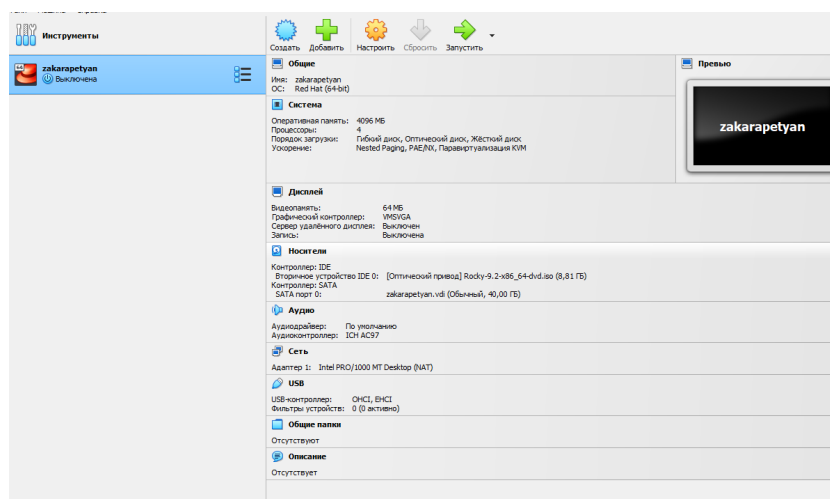 Инструменты
Создать Добавить Настроить Сбросить Запустить
64
zakarapetyan
Выключена
Общие
Имя: zakarapetyan
ОС: Red Hat (64-bit)
Превью
zakarapetyan
Система
Оперативная память: 4096 МБ
Процессоры: 4
Порядок загрузки: Гибкий диск, Оптический диск, Жёсткий диск
Ускорение: Nested Paging, PAE/NX, Паравиртуализация KVM
Дисплей
Видеопамять: 64 МБ
Графический контроллер: VMSVGA
Сервер удалённого дисплея: Выключен
Запись: Выключена
Носители
Контроллер: IDE
Вторичное устройство IDE 0: [Оптический привод] Rocky-9.2-x86_64-dvd.iso (8,81 ГБ)
Контроллер: SATA
SATA порт 0: zakarapetyan.vdi (Обычный, 40,00 ГБ)
Аудио
Аудиодрайвер: По умолчанию
Аудиоконтроллер: ICH AC97
Сеть
Адаптер 1: Intel PRO/1000 MT Desktop (NAT)
USB
USB-контроллер: OHCI, EHCI
Фильтры устройств: 0 (0 активно)
Общие папки
Отсутствуют
Описание
Отсутствует